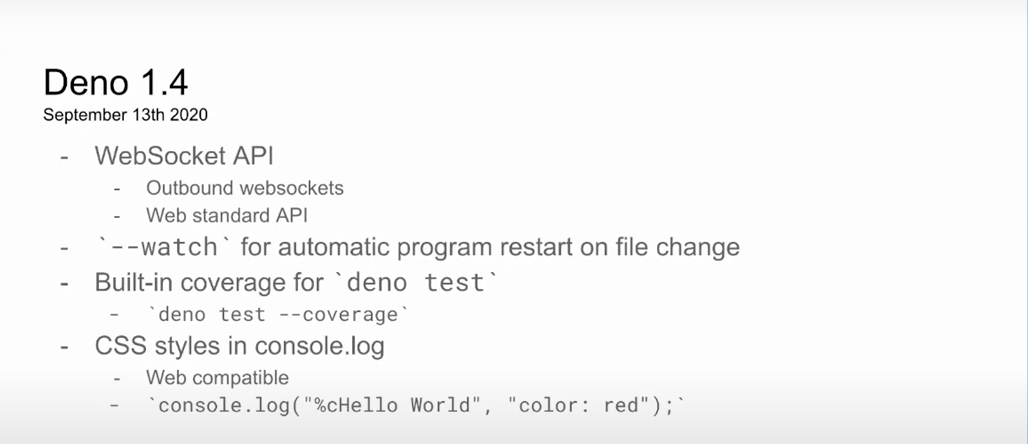 Deno 1.4
September 13th 2020
- WebSocket API
- Outbound websockets
- Web standard API
- `--watch` for automatic program restart on file change
- Built-in coverage for `deno test`
- `deno test --coverage`
- CSS styles in console.log
- Web compatible
- `console.log("%cHello World", "color: red");`